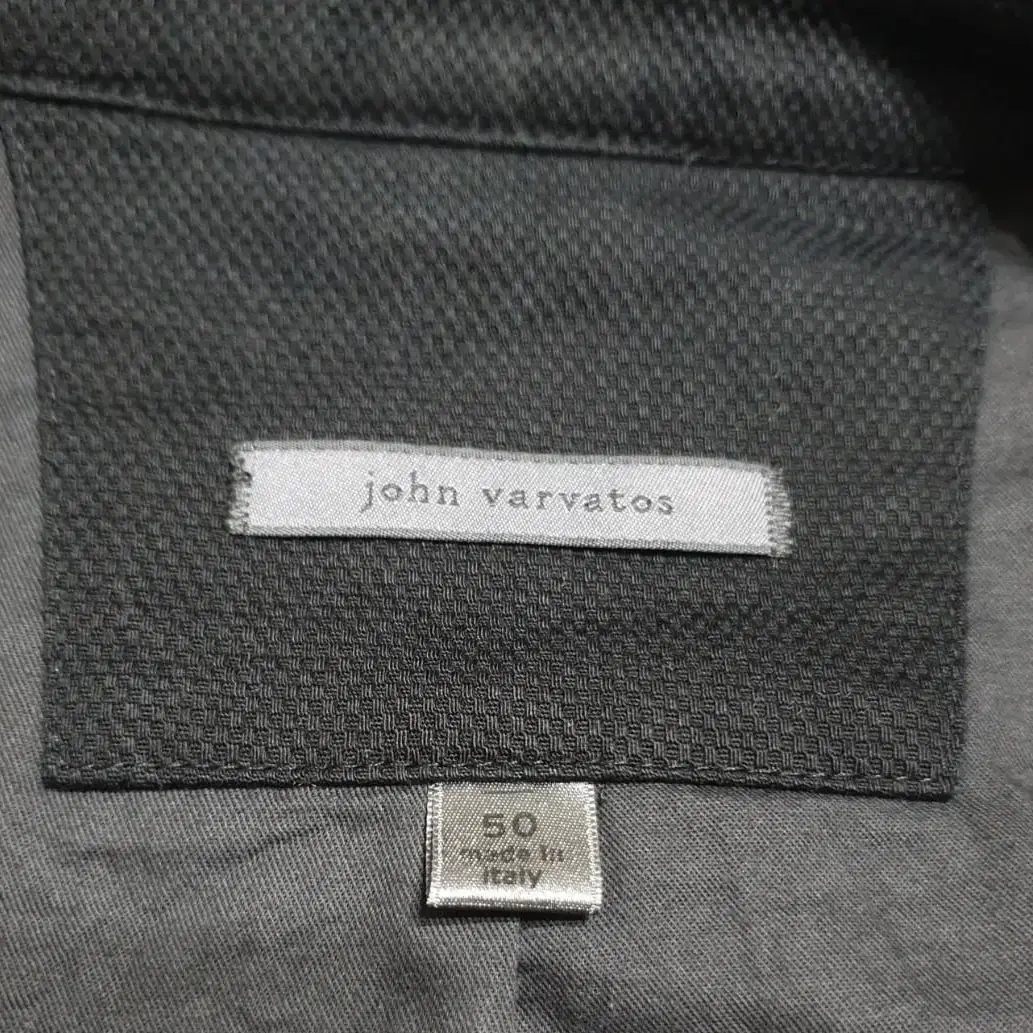 john varvatos
50
made in
italy